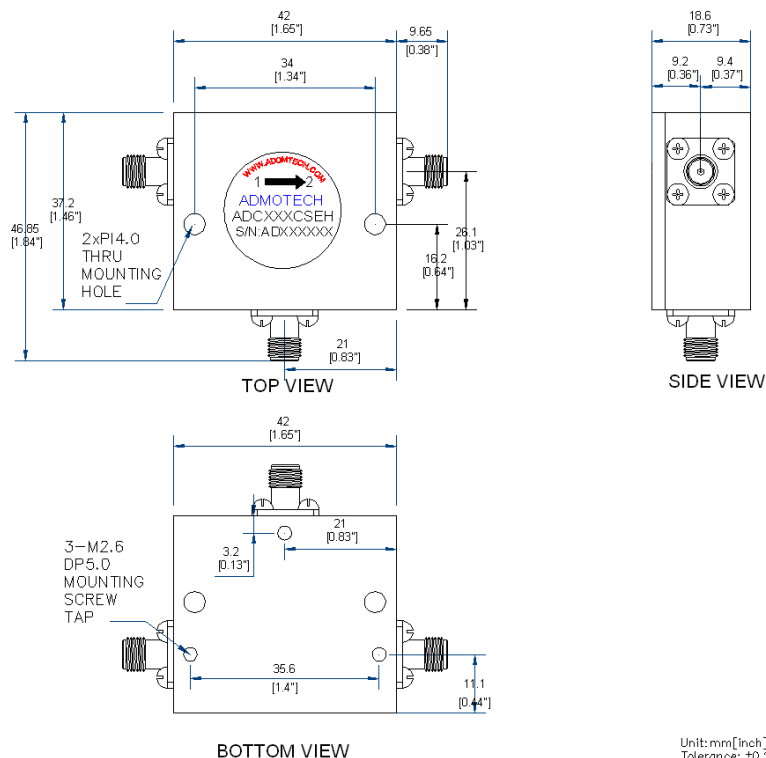 42
[1.65"]
9.65
[0.38"]
34
[1.34"]
18.6
[0.73"]
9.2
[0.36"]
9.4
[0.37"]
WWW.ADOMTECH.COM
1 2
ADMOTECH
ADCXXXCSEH
S/N:ADXXXXXX
46.85
[1.84"]
37.2
[1.46"]
2xPI4.0
THRU
MOUNTING
HOLE
26.1
[1.03"]
16.2
[0.64"]
21
[0.83"]
TOP VIEW
SIDE VIEW
42
[1.65"]
3-M2.6
DP5.0
MOUNTING
SCREW
TAP
3.2
[0.13"]
21
[0.83"]
35.6
[1.4"]
11.1
[0.44"]
BOTTOM VIEW
Unit:mm[inch]
Tolerance: